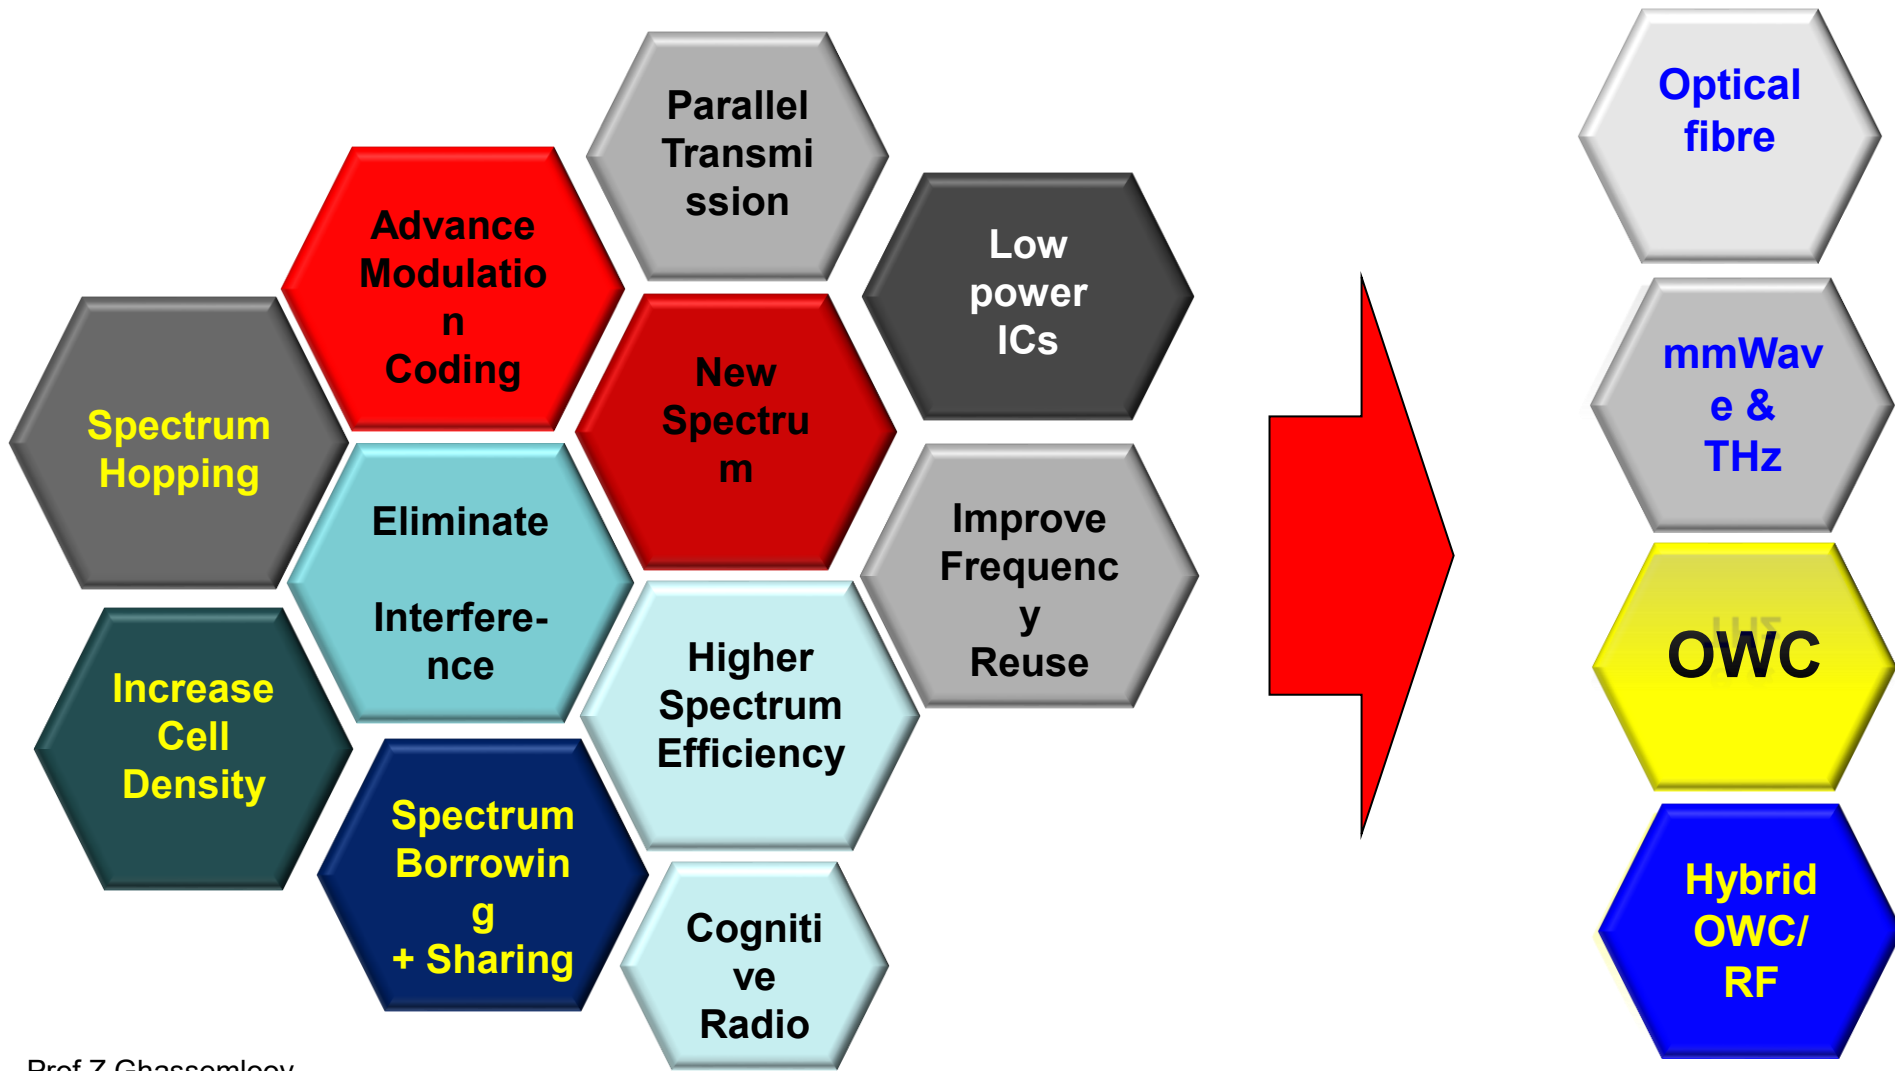 Parallel
Transmi
ssion
Advance
Modulatio
n
Coding
Low
power
ICs
Spectrum
Hopping
New
Spectru
m
Eliminate
Interfere-
nce
Improve
Frequenc
y
Reuse
Increase
Cell
Density
Higher
Spectrum
Efficiency
Spectrum
Borrowin
g
+ Sharing
Cogniti
ve
Radio
Optical
fibre
mmWav
e &
THz
OWC
Hybrid
OWC/
RF
Prof Z Ghassemlooy